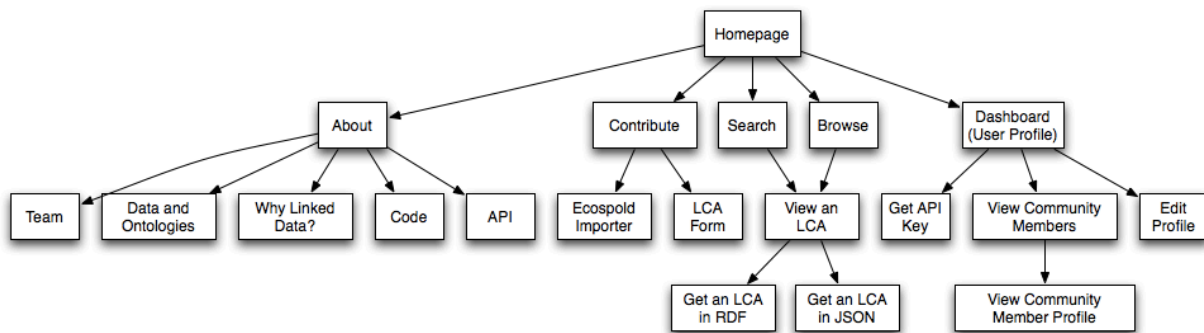 Homepage
About
Contribute
Search
Browse
Dashboard
(User Profile)
Team
Data and
Ontologies
Why Linked
Data?
Code
API
Ecospold
Importer
LCA
Form
View an
LCA
Get API
Key
View Community
Members
Edit
Profile
Get an LCA
in RDF
Get an LCA
in JSON
View Community
Member Profile